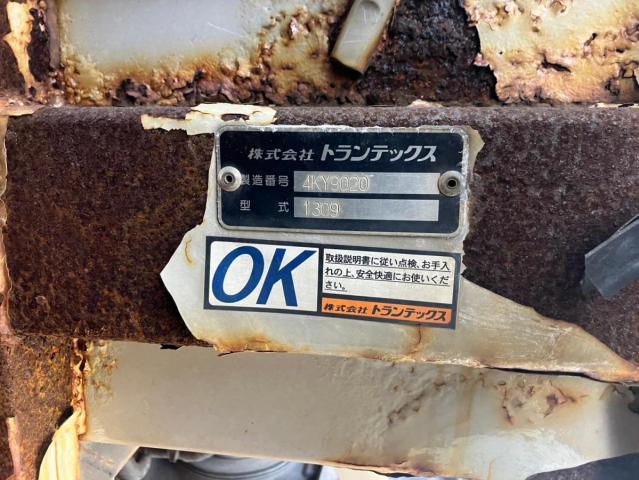 株式会社 トランテックス
製造番号 4KY9020
型式 1309
OK
取扱説明書に従い点検、お手入
れの上、安全快適にお使いくだ
さい。
株式会社 トランテックス